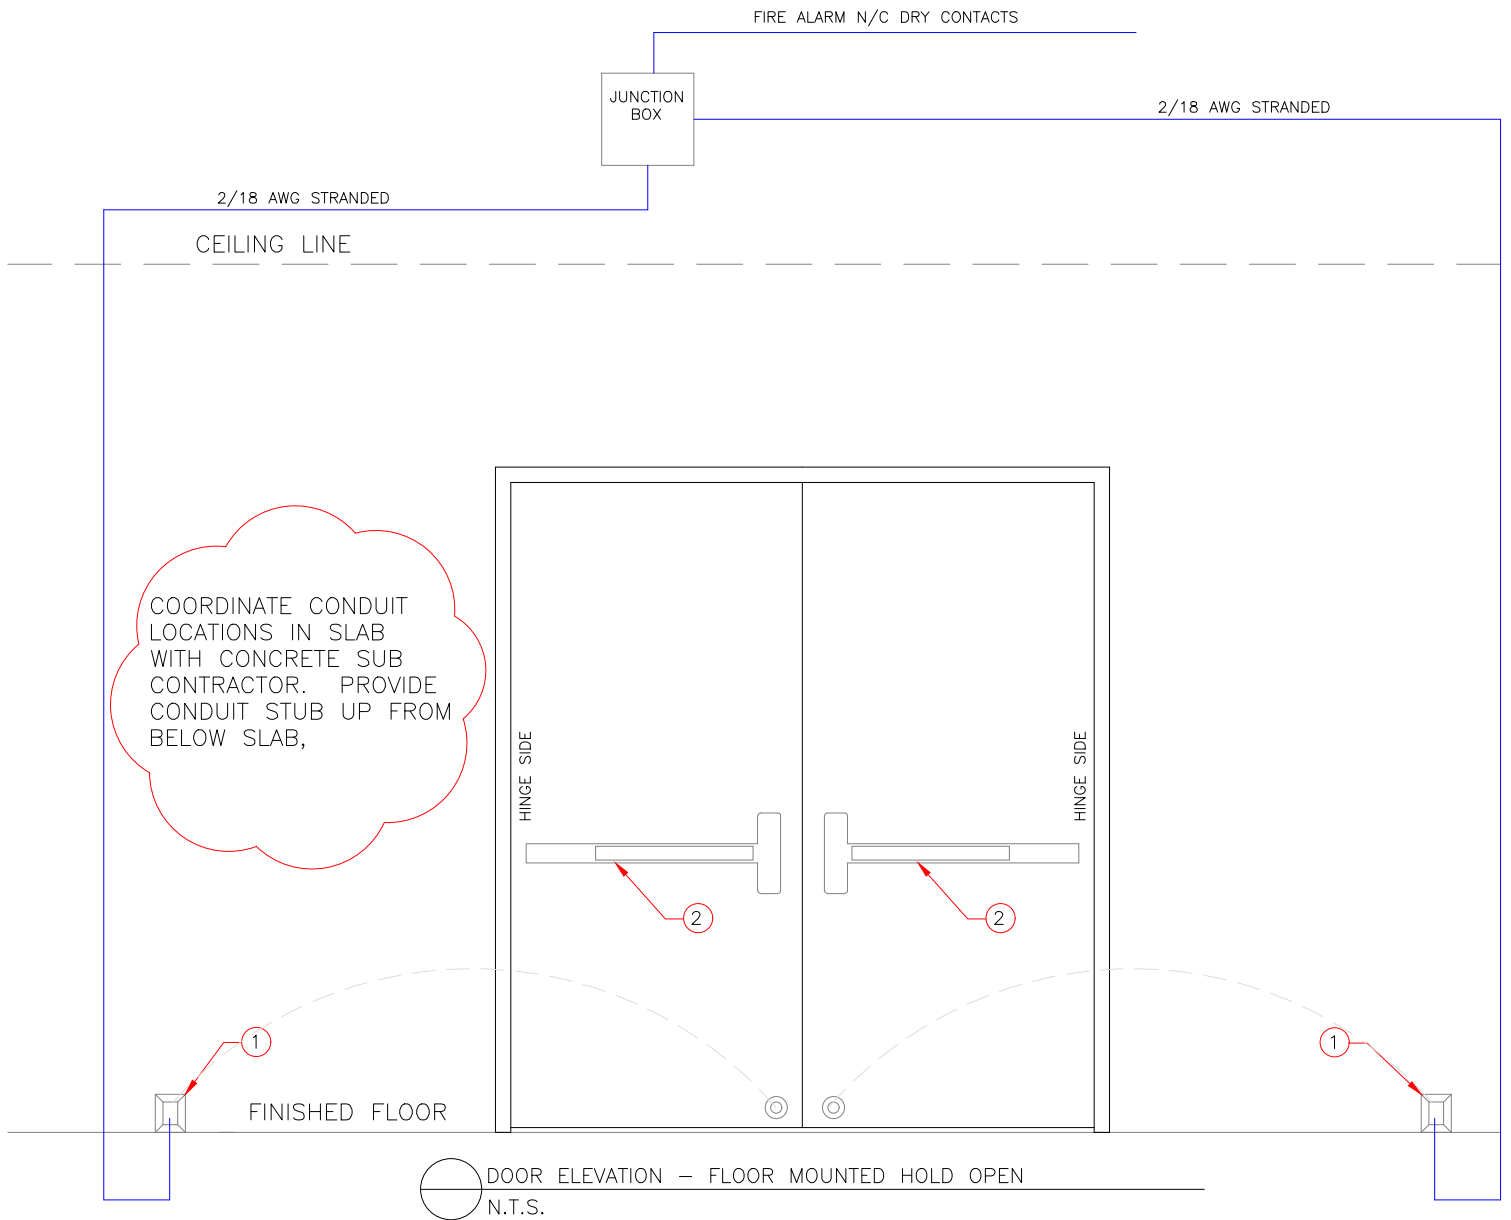 FIRE ALARM N/C DRY CONTACTS
JUNCTION
BOX
2/18 AWG STRANDED
2/18 AWG STRANDED
CEILING LINE
COORDINATE CONDUIT
LOCATIONS IN SLAB
WITH CONCRETE SUB
CONTRACTOR. PROVIDE
CONDUIT STUB UP FROM
BELOW SLAB,
HINGE SIDE
HINGE SIDE
2
2
1
1
FINISHED FLOOR
DOOR ELEVATION – FLOOR MOUNTED HOLD OPEN
N.T.S.